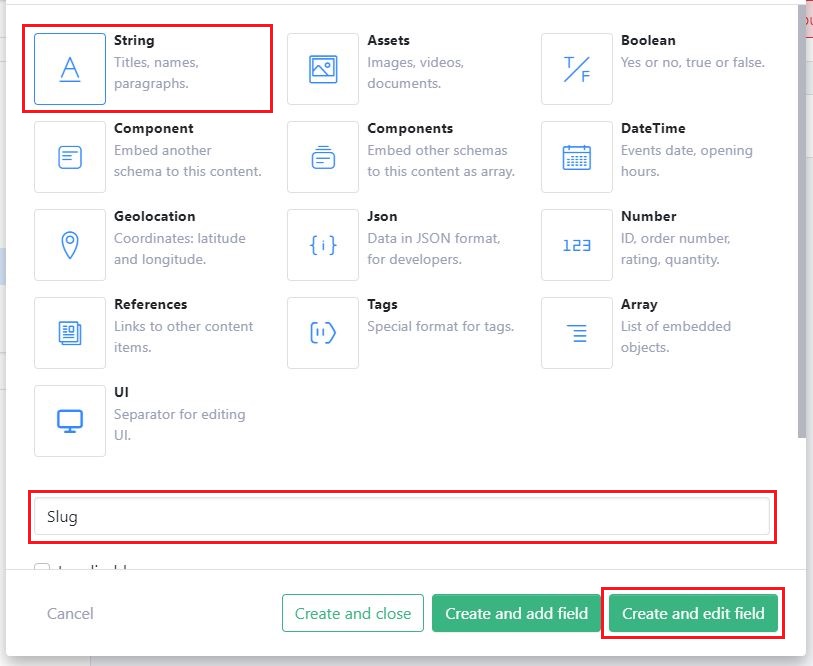 String
Titles, names,
paragraphs.
Assets
Images, videos,
documents.
Boolean
Yes or no, true or false.
T/F
Component
Embed another
schema to this content.
Components
Embed other schemas
to this content as array.
DateTime
Events date, opening
hours.
Geolocation
Coordinates: latitude
and longitude.
{i}
Json
Data in JSON format,
for developers.
123
Number
ID, order number,
rating, quantity.
References
Links to other content
items.
Tags
Special format for tags.
Array
List of embedded
objects.
UI
Separator for editing
UI.
Slug
Cancel
Create and close
Create and add field
Create and edit field